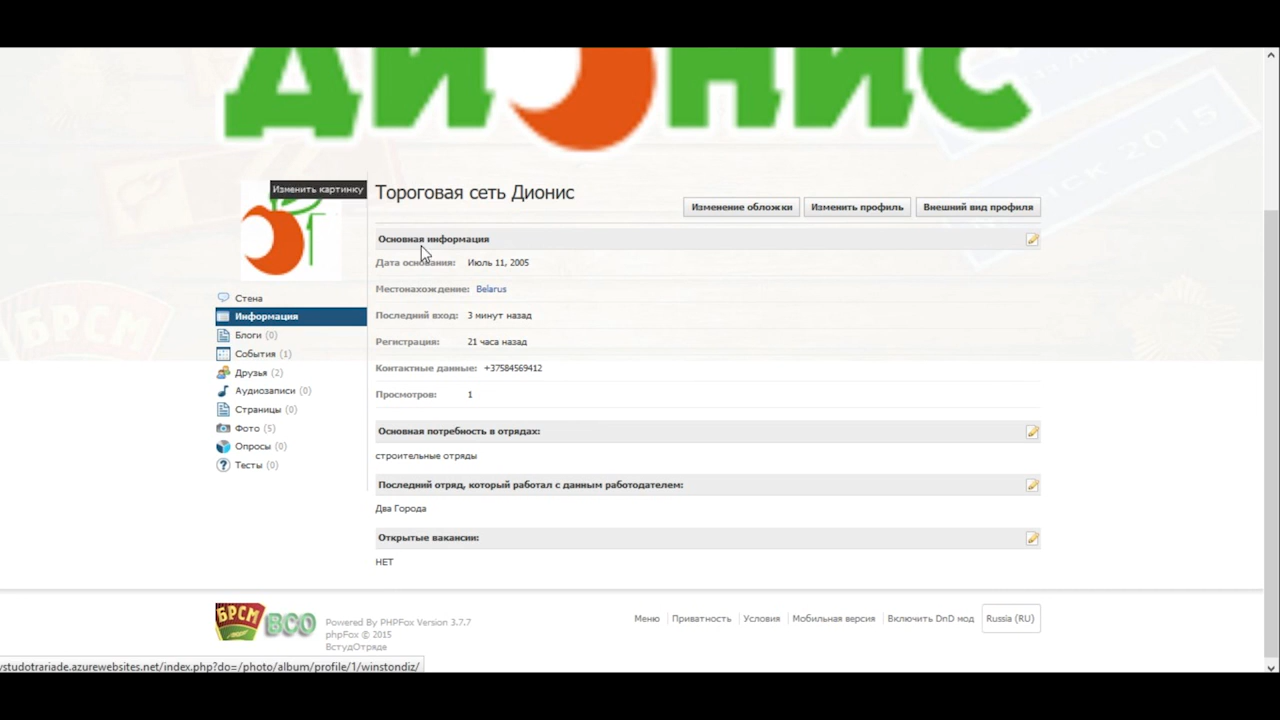 ДИОНИС
Изменить картинку
Тороговая сеть Дионис
Изменение обложки
Изменить профиль
Внешний вид профиля
Основная информация
Дата основания: Июль 11, 2005
Местонахождение: Belarus
Последний вход: 3 минут назад
Регистрация: 21 часа назад
Контактные данные: +37584569412
Просмотров: 1
Стена
Информация
Блоги (0)
События (1)
Друзья (2)
Аудиозаписи (0)
Страницы (0)
Фото (5)
Опросы (0)
Тесты (0)
Основная потребность в отрядах:
строительные отряды
Последний отряд, который работал с данным работодателем:
Два Города
Открытые вакансии:
НЕТ
БРСМ ВСО
Powered By PHPFox Version 3.7.7
phpFox © 2015
ВстудОтряде
Меню Приватность Условия Мобильная версия Включить DnD мод Russia (RU)
vstudotrariade.azurewebsites.net/index.php?do=/photo/album/profile/1/winstondiz/
БРСМ
2015